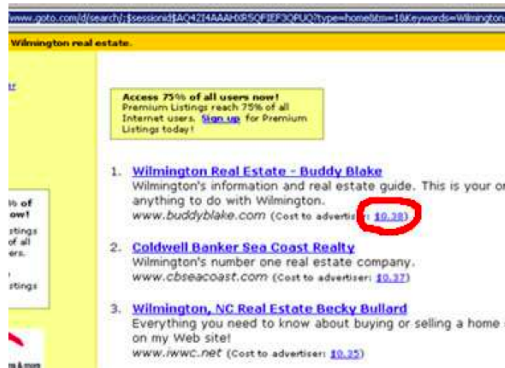 www.goto.com/d/search/;$sessionid$AQ42I4AAAHXR5QFIEF3QPUQ?type=home&tm=1&Keywords=Wilmington
Wilmington real estate.
Access 75% of all users now!
Premium Listings reach 75% of all
Internet users. Sign up for Premium
Listings today!
1. Wilmington Real Estate - Buddy Blake
Wilmington's information and real estate guide. This is your
anything to do with Wilmington.
www.buddyblake.com (Cost to advertiser: $0.38)
2. Coldwell Banker Sea Coast Realty
Wilmington's number one real estate company.
www.cbseacoast.com (Cost to advertiser: $0.37)
3. Wilmington, NC Real Estate Becky Bullard
Everything you need to know about buying or selling a home
on my Web site!
www.iwwc.net (Cost to advertiser: $0.35)
% of
ow!
stings
of all
ers.
stings